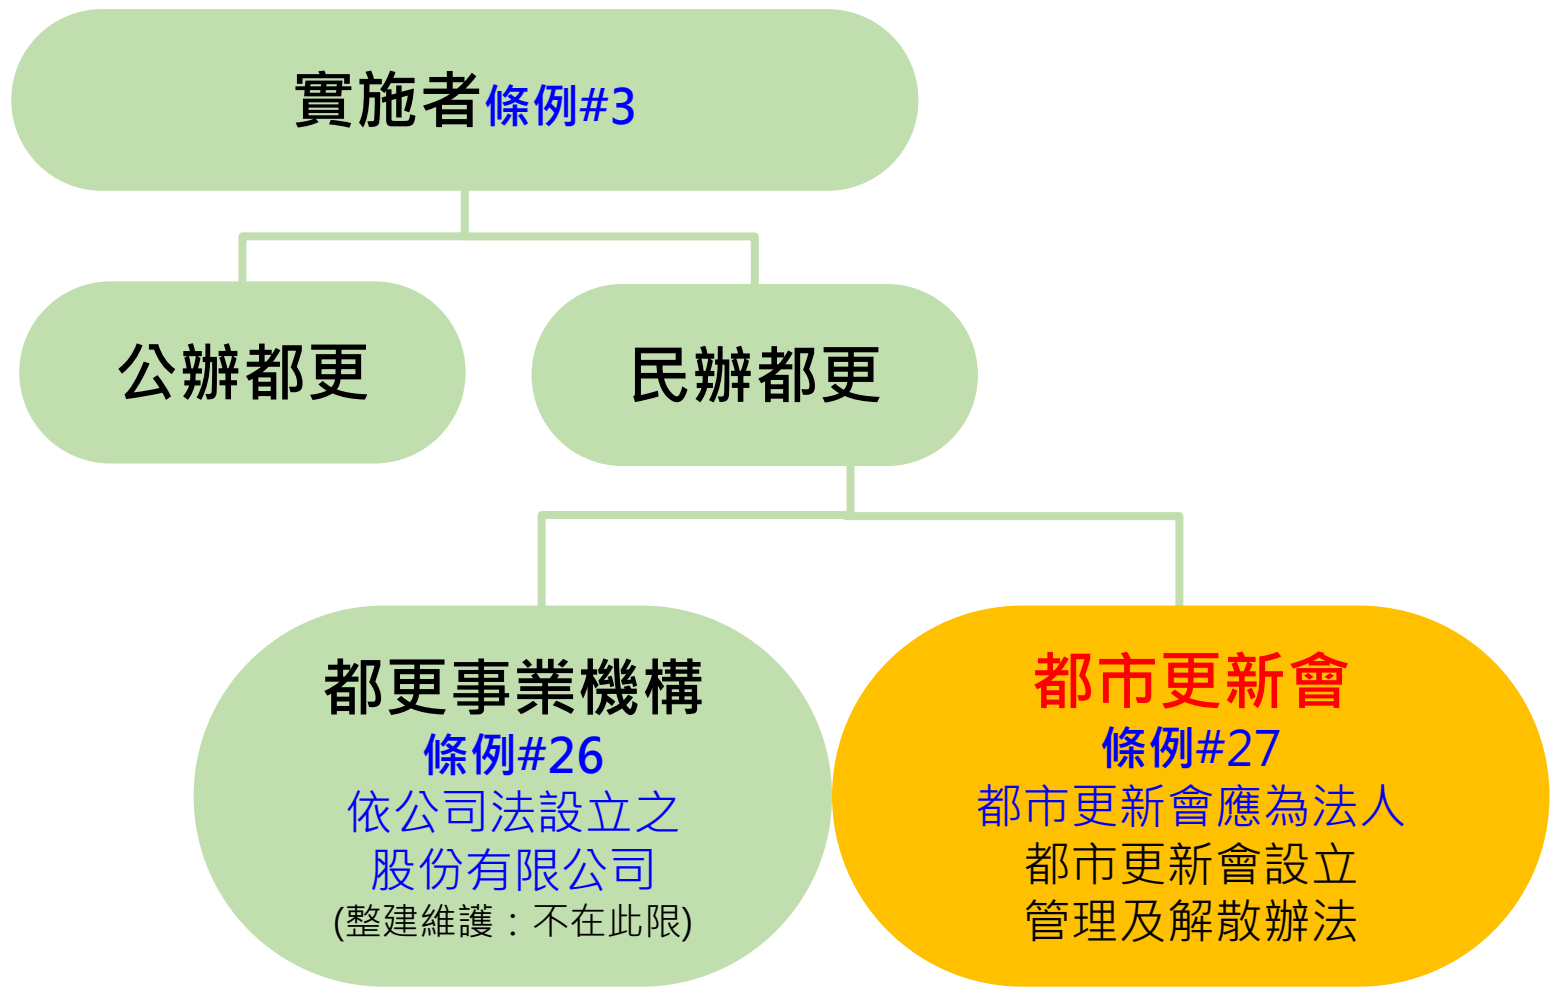 實施者條例#3
公辦都更
民辦都更
都更事業機構
條例#26
依公司法設立之
股份有限公司
(整建維護：不在此限)
都市更新會
條例#27
都市更新會應為法人
都市更新會設立
管理及解散辦法